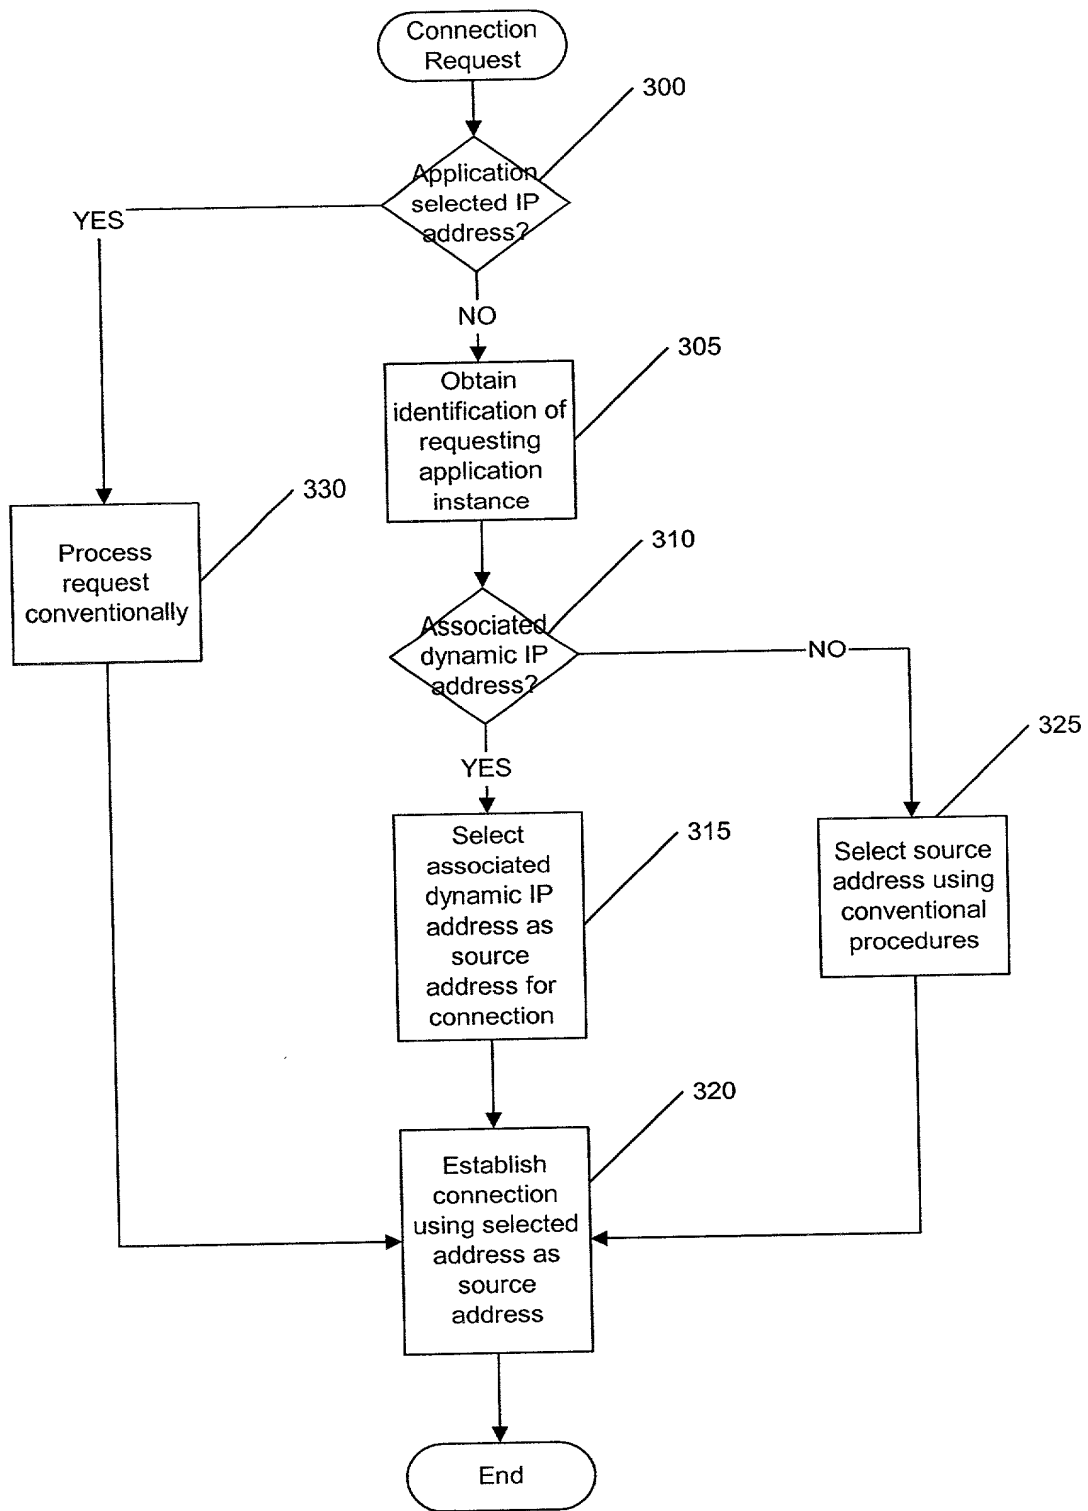 Connection
Request
300
Application
selected IP
address?
YES
NO
305
Obtain
identification of
requesting
application
instance
330
Process
request
conventionally
310
Associated
dynamic IP
address?
NO
YES
325
Select source
address using
conventional
procedures
315
Select
associated
dynamic IP
address as
source
address for
connection
320
Establish
connection
using selected
address as
source
address
End